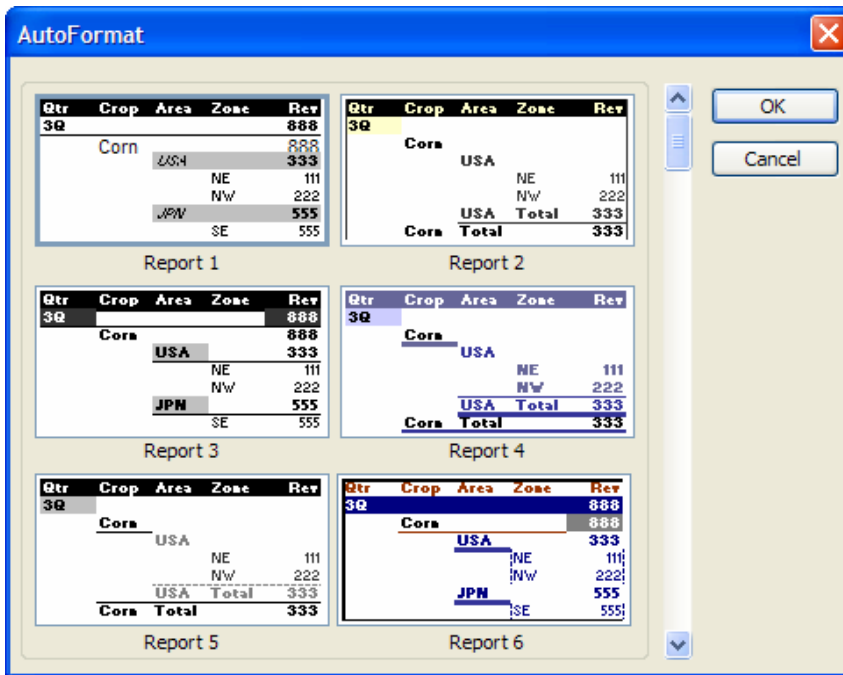 AutoFormat
OK
Cancel
Qtr Crop Area Zone Rev
3Q 888
Corn 888
USA 333
NE 111
NW 222
JPN 555
SE 555
Report 1
Qtr Crop Area Zone Rev
3Q
Corn
USA
NE 111
NW 222
USA Total 333
Corn Total 333
Report 2
Qtr Crop Area Zone Rev
3Q 888
Corn 888
USA 333
NE 111
NW 222
JPN 555
SE 555
Report 3
Qtr Crop Area Zone Rev
3Q
Corn
USA
NE 111
NW 222
USA Total 333
Corn Total 333
Report 4
Qtr Crop Area Zone Rev
3Q
Corn
USA
NE 111
NW 222
USA Total 333
Corn Total 333
Report 5
Qtr Crop Area Zone Rev
3Q 888
Corn 888
USA 333
NE 111
NW 222
JPN 555
SE 555
Report 6